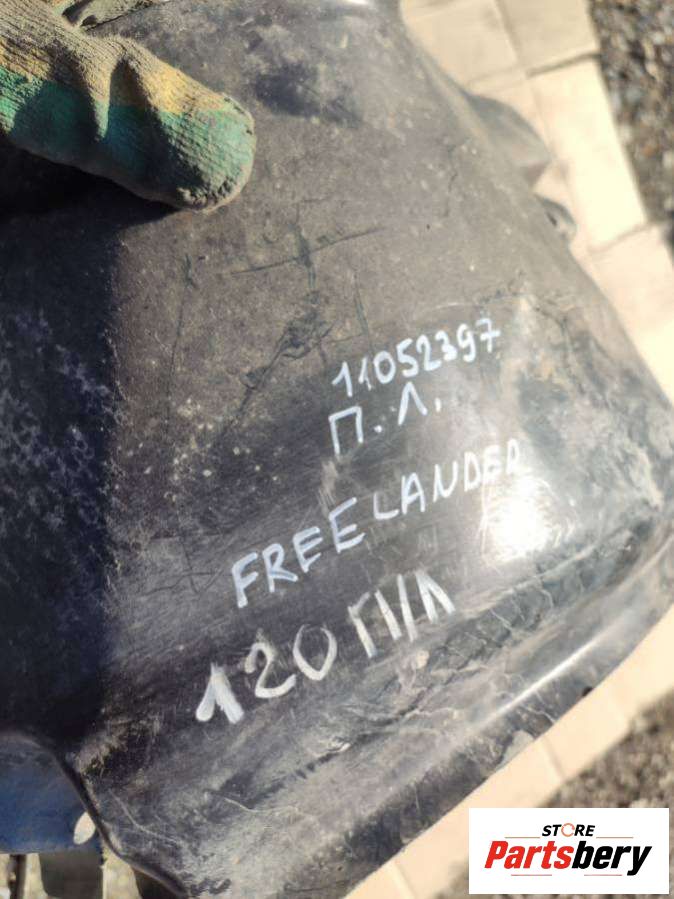 11052397
П.Л.
FREELANDER
120 П/Л
STORE
Partsbery